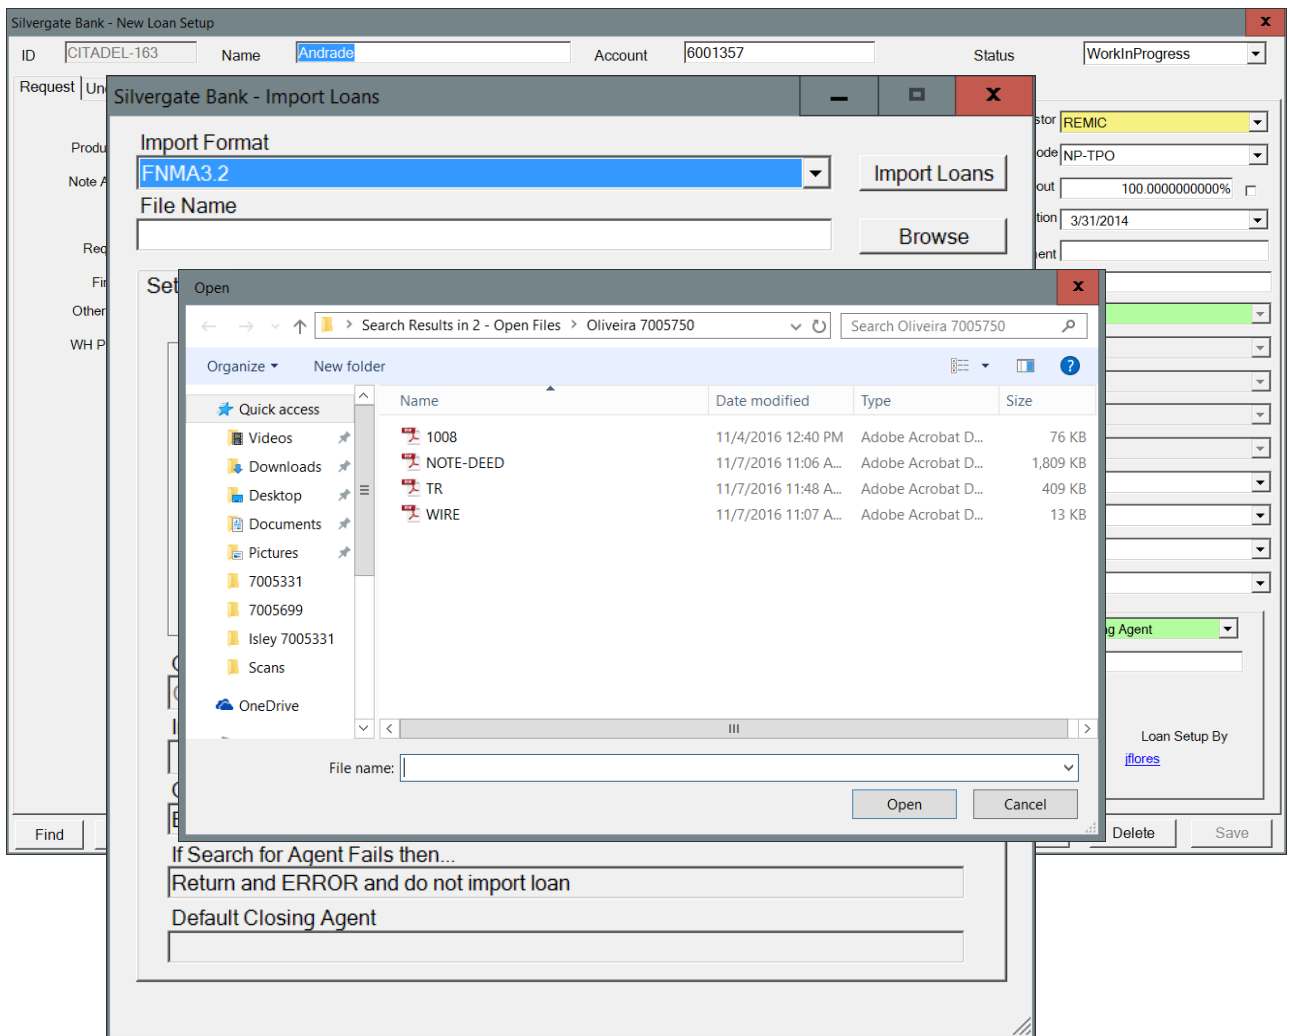 Silvergate Bank - New Loan Setup
ID CITADEL-163 Name Andrade Account 6001357 Status WorkInProgress
Request
Silvergate Bank - Import Loans
Import Format
FNMA3.2
Import Loans
File Name
Browse
REMIC
NP-TPO
100.0000000000%
3/31/2014
Note A
WH P
Open
Search Results in 2 - Open Files > Oliveira 7005750
Search Oliveira 7005750
Organize
New folder
Quick access
Videos
Downloads
Desktop
Documents
Pictures
7005331
7005699
Isley 7005331
Scans
OneDrive
Name Date modified Type Size
1008 11/4/2016 12:40 PM Adobe Acrobat D... 76 KB
NOTE-DEED 11/7/2016 11:06 A... Adobe Acrobat D... 1,809 KB
TR 11/7/2016 11:48 A... Adobe Acrobat D... 409 KB
WIRE 11/7/2016 11:07 A... Adobe Acrobat D... 13 KB
File name:
Open
Cancel
Other
Agent
Loan Setup By
jflores
Find
Delete
Save
If Search for Agent Fails then...
Return and ERROR and do not import loan
Default Closing Agent